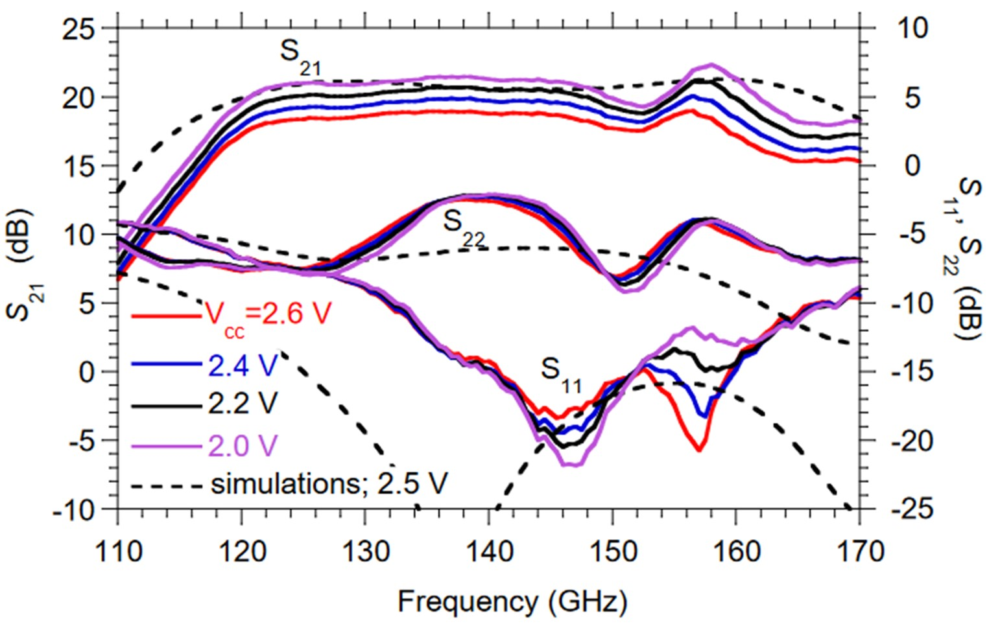 25
20
15
10
5
0
-5
-10
S21 (dB)
10
5
0
-5
-10
-15
-20
-25
S11, S22 (dB)
S21
S22
S11
Vcc=2.6 V
2.4 V
2.2 V
2.0 V
simulations; 2.5 V
110 120 130 140 150 160 170
Frequency (GHz)